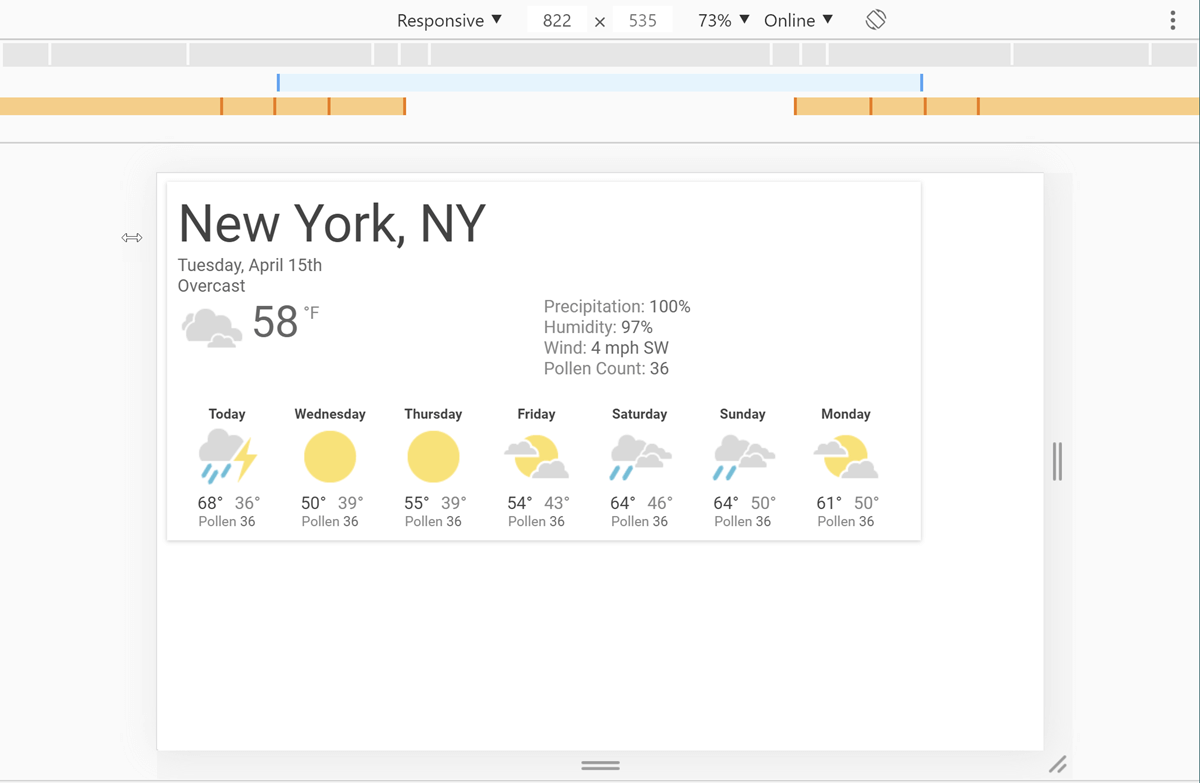 Responsive ▼ 822 × 535 73% ▼ Online ▼
New York, NY
Tuesday, April 15th
Overcast
58 °F
Precipitation: 100%
Humidity: 97%
Wind: 4 mph SW
Pollen Count: 36
Today Wednesday Thursday Friday Saturday Sunday Monday
68° 36° 50° 39° 55° 39° 54° 43° 64° 46° 64° 50° 61° 50°
Pollen 36 Pollen 36 Pollen 36 Pollen 36 Pollen 36 Pollen 36 Pollen 36